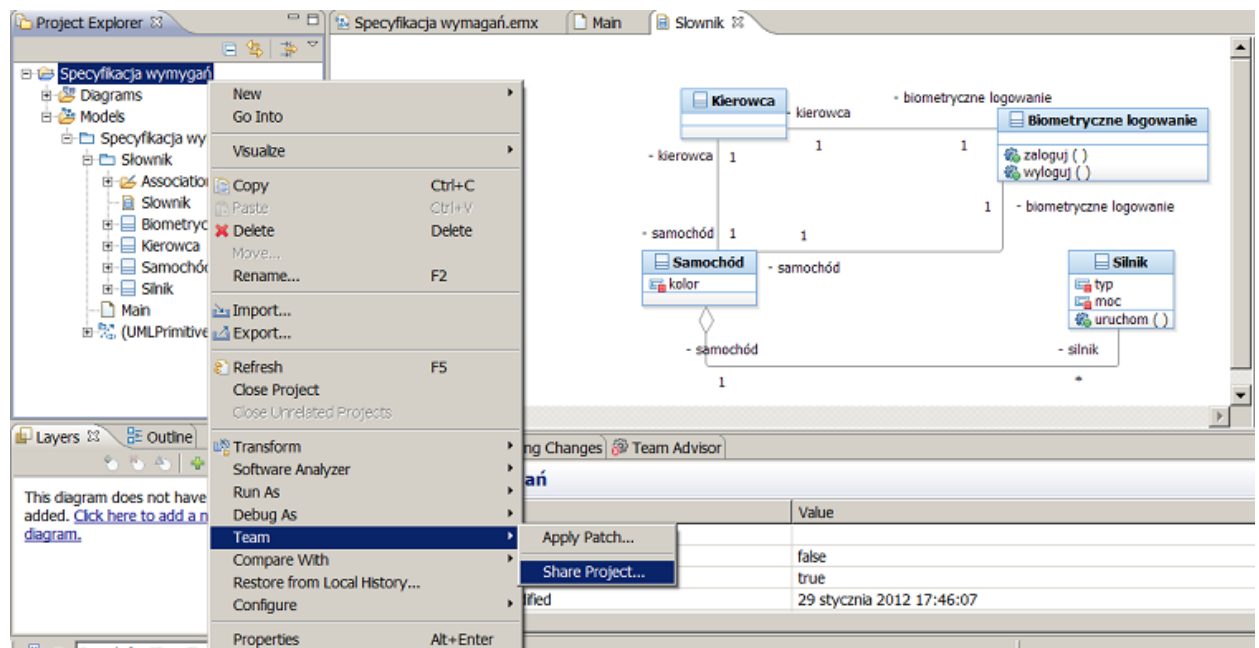 Project Explorer
Specyfikacja wymagań.emx
Main
Słownik
Specyfikacja wymygań
Diagrams
Models
Specyfikacja wy
Słownik
Association
Slownik
Biometryc
Kierowca
Samochó
Silnik
Main
(UMLPrimitive
New
Go Into
Visualize
Copy Ctrl+C
Paste Ctrl+V
Delete Delete
Move...
Rename... F2
Import...
Export...
Refresh F5
Close Project
Close Unrelated Projects
Transform
Software Analyzer
Run As
Debug As
Team
Compare With
Restore from Local History...
Configure
Properties Alt+Enter
Apply Patch...
Share Project...
Kierowca
- kierowca
- biometryczne logowanie
1
1
Biometryczne logowanie
zaloguj ( )
wyloguj ( )
- kierowca 1
1 - biometryczne logowanie
- samochód 1
1
Samochód
kolor
- samochód
Silnik
typ
moc
uruchom ( )
- samochód
- silnik
1
*
Layers
Outline
This diagram does not have
added. Click here to add a n
diagram.
ng Changes
Team Advisor
ań
Value
false
true
ified
29 stycznia 2012 17:46:07